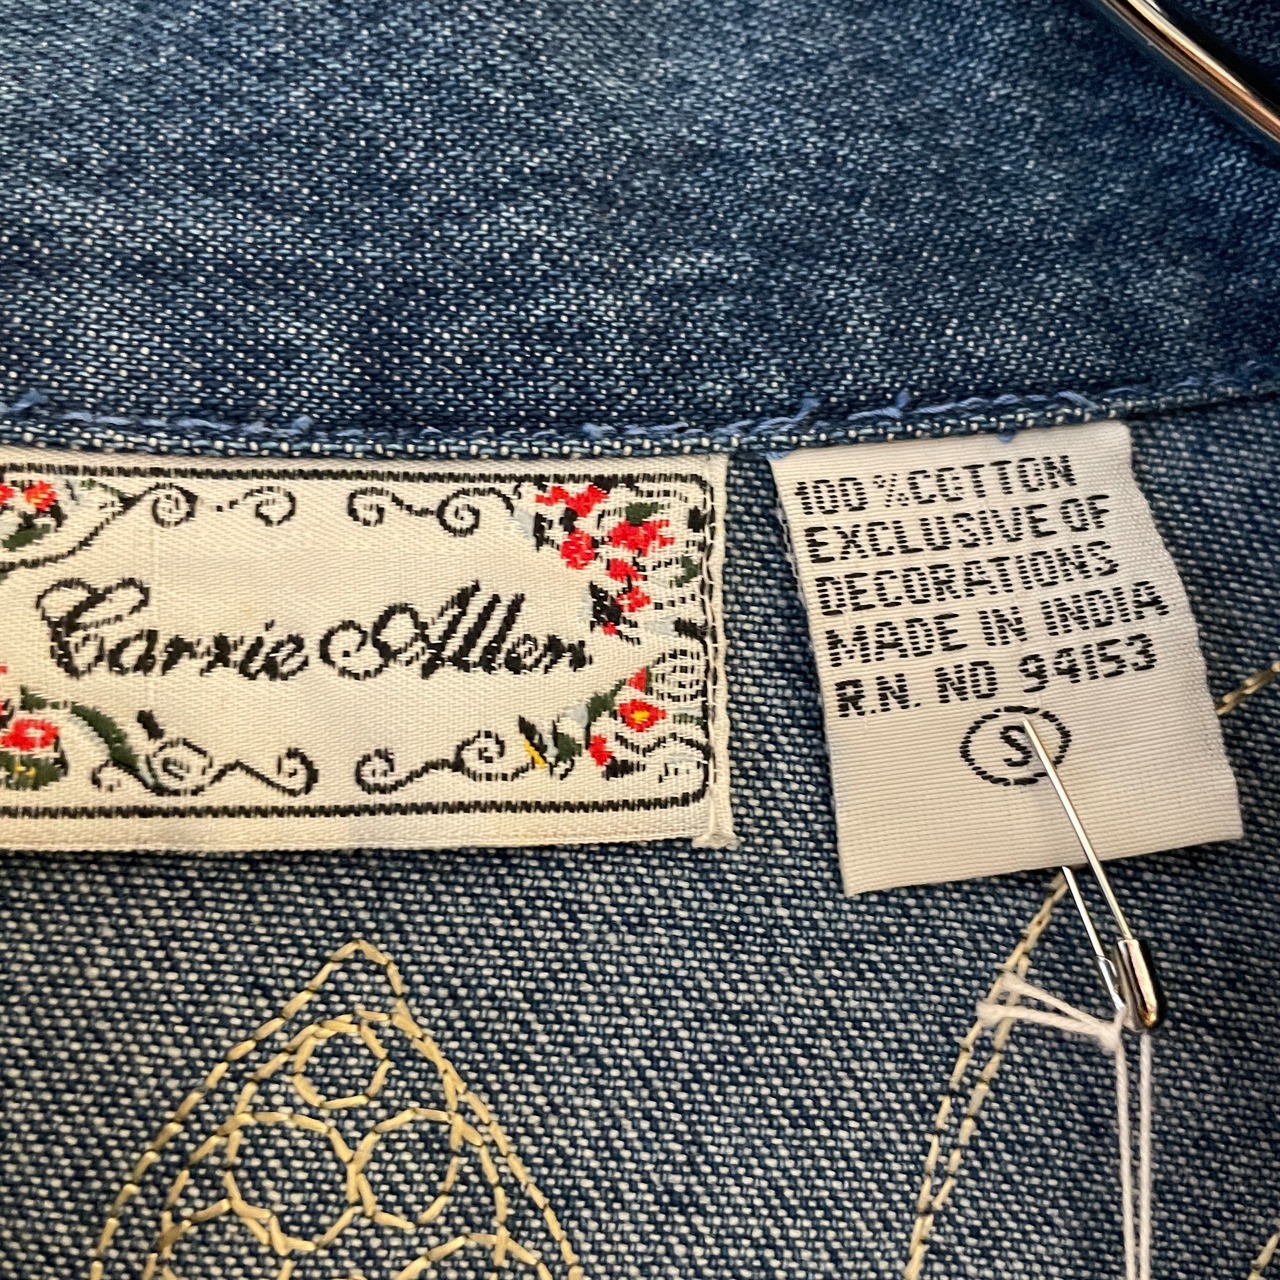 Carrie Allen
100% COTTON
EXCLUSIVE OF
DECORATIONS
MADE IN INDIA
R.N. NO 94153
S